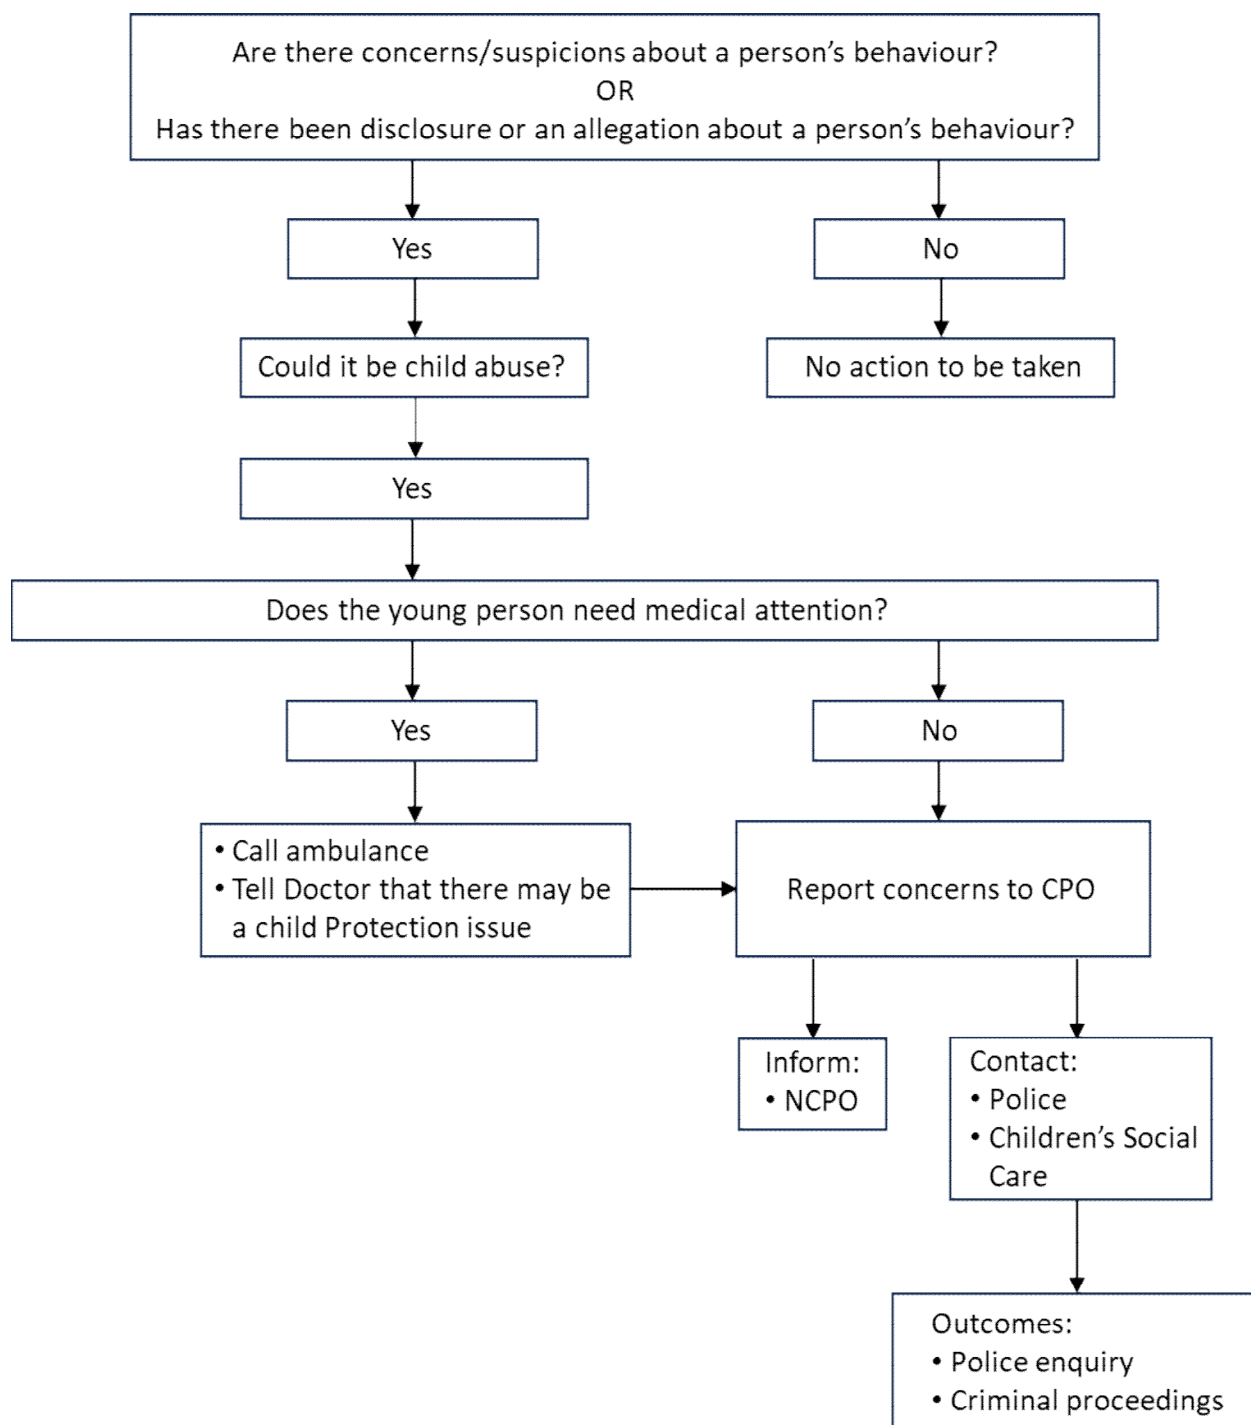 Are there concerns/suspicions about a person’s behaviour?
OR
Has there been disclosure or an allegation about a person’s behaviour?
Yes
No
Could it be child abuse?
No action to be taken
Yes
Does the young person need medical attention?
Yes
No
• Call ambulance
• Tell Doctor that there may be
a child Protection issue
Report concerns to CPO
Inform:
• NCPO
Contact:
• Police
• Children’s Social
Care
Outcomes:
• Police enquiry
• Criminal proceedings